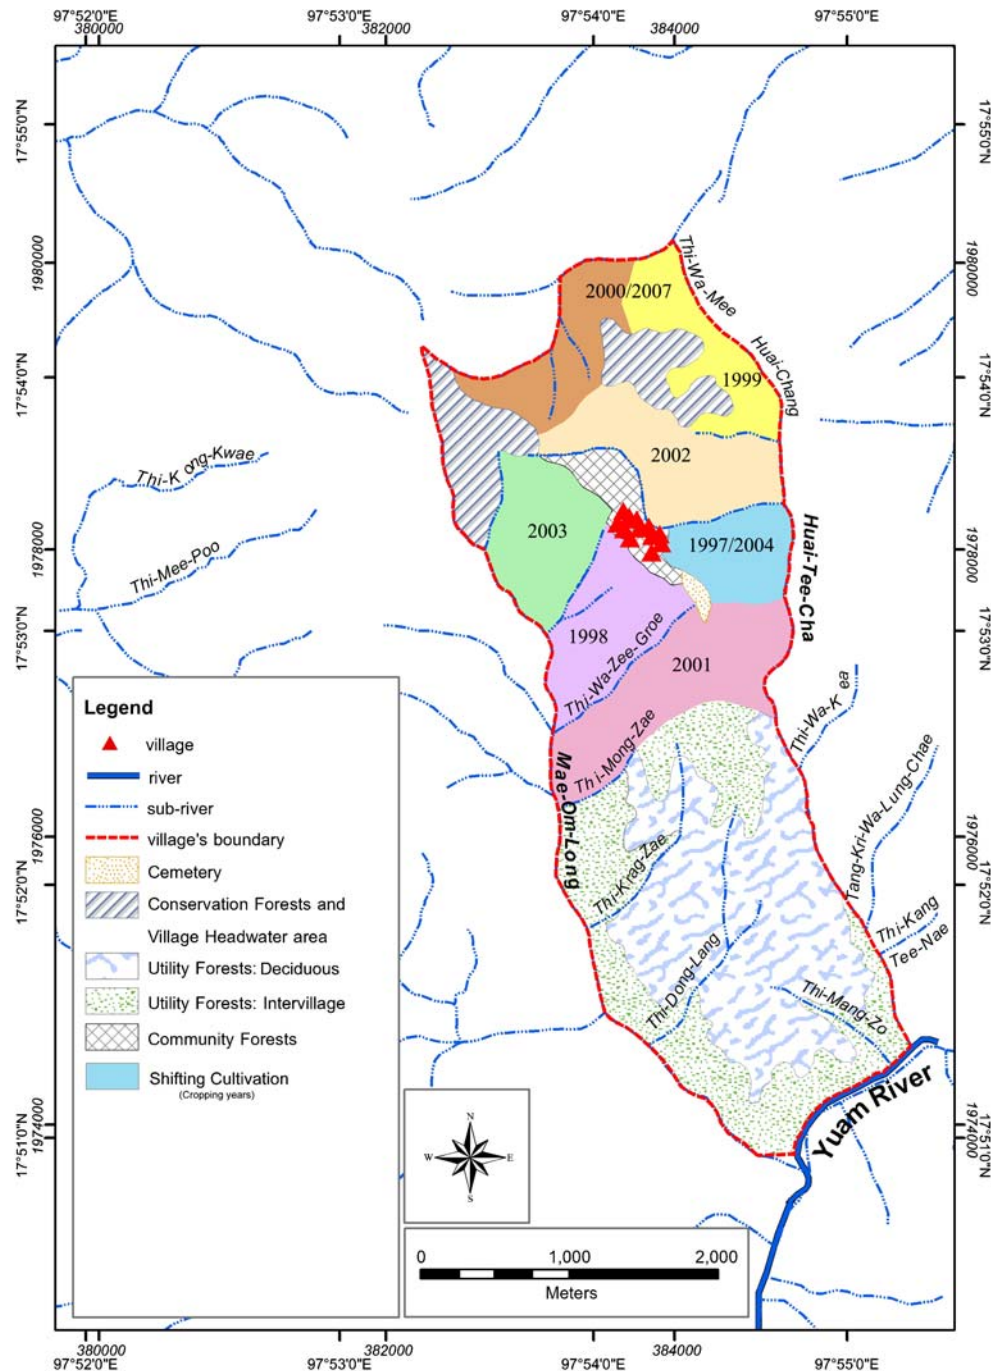 97°52'0"E 97°53'0"E 97°54'0"E 97°55'0"E
380000 382000 384000
17°55'0"N 17°55'0"N
1980000 1980000
17°54'0"N 17°54'0"N
1978000 1978000
17°53'0"N 17°53'0"N
1976000 1976000
17°52'0"N 17°52'0"N
1974000 1974000
17°51'0"N 17°51'0"N
Thi-Wa-Mee
2000/2007
Huai-Chang
1999
2002
Thi-Kong-Kwae
2003
1997/2004
Huai-Tee-Cha
Thi-Mee-Poo
1998
Thi-Wa-Zee-Groe
2001
Thi-Wa-Kea
Thi-Mong-Zae
Mae-Om-Long
Tang-Kri-Wa-Lung-Chae
Thi-Krag-Zae
Thi-Kang
Tee-Nae
Thi-Dong-Lang
Thi-Mang-Zo
Yuam River
Legend
village
river
sub-river
village's boundary
Cemetery
Conservation Forests and
Village Headwater area
Utility Forests: Deciduous
Utility Forests: Intervillage
Community Forests
Shifting Cultivation
(Cropping years)
N
W E
S
0 1,000 2,000
Meters
380000 382000 384000
97°52'0"E 97°53'0"E 97°54'0"E 97°55'0"E